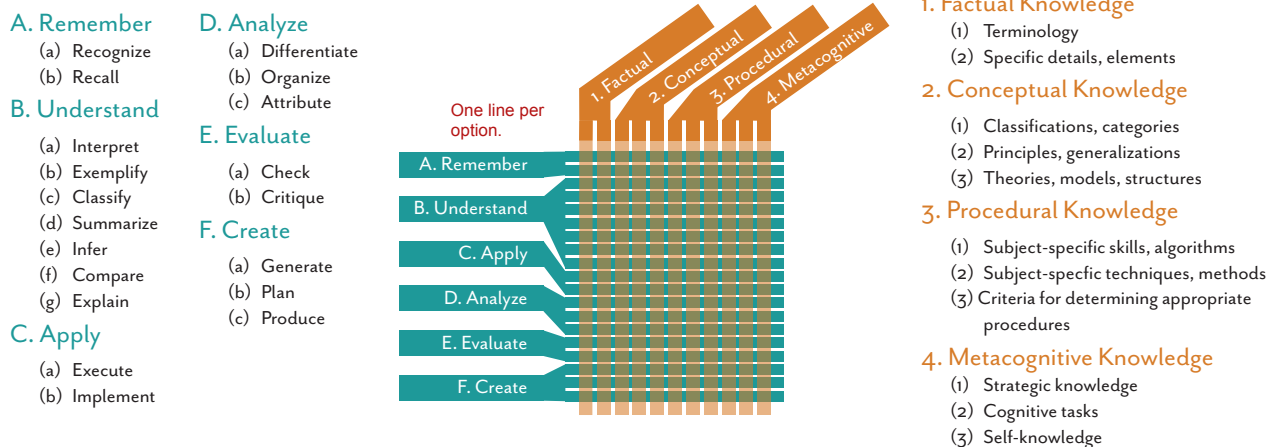 A. Remember
(a) Recognize
(b) Recall
B. Understand
(a) Interpret
(b) Exemplify
(c) Classify
(d) Summarize
(e) Infer
(f) Compare
(g) Explain
C. Apply
(a) Execute
(b) Implement
D. Analyze
(a) Differentiate
(b) Organize
(c) Attribute
E. Evaluate
(a) Check
(b) Critique
F. Create
(a) Generate
(b) Plan
(c) Produce
One line per
option.
1. Factual
2. Conceptual
3. Procedural
4. Metacognitive
A. Remember
B. Understand
C. Apply
D. Analyze
E. Evaluate
F. Create
1. Factual Knowledge
(1) Terminology
(2) Specific details, elements
2. Conceptual Knowledge
(1) Classifications, categories
(2) Principles, generalizations
(3) Theories, models, structures
3. Procedural Knowledge
(1) Subject-specific skills, algorithms
(2) Subject-specfic techniques, methods
(3) Criteria for determining appropriate
procedures
4. Metacognitive Knowledge
(1) Strategic knowledge
(2) Cognitive tasks
(3) Self-knowledge